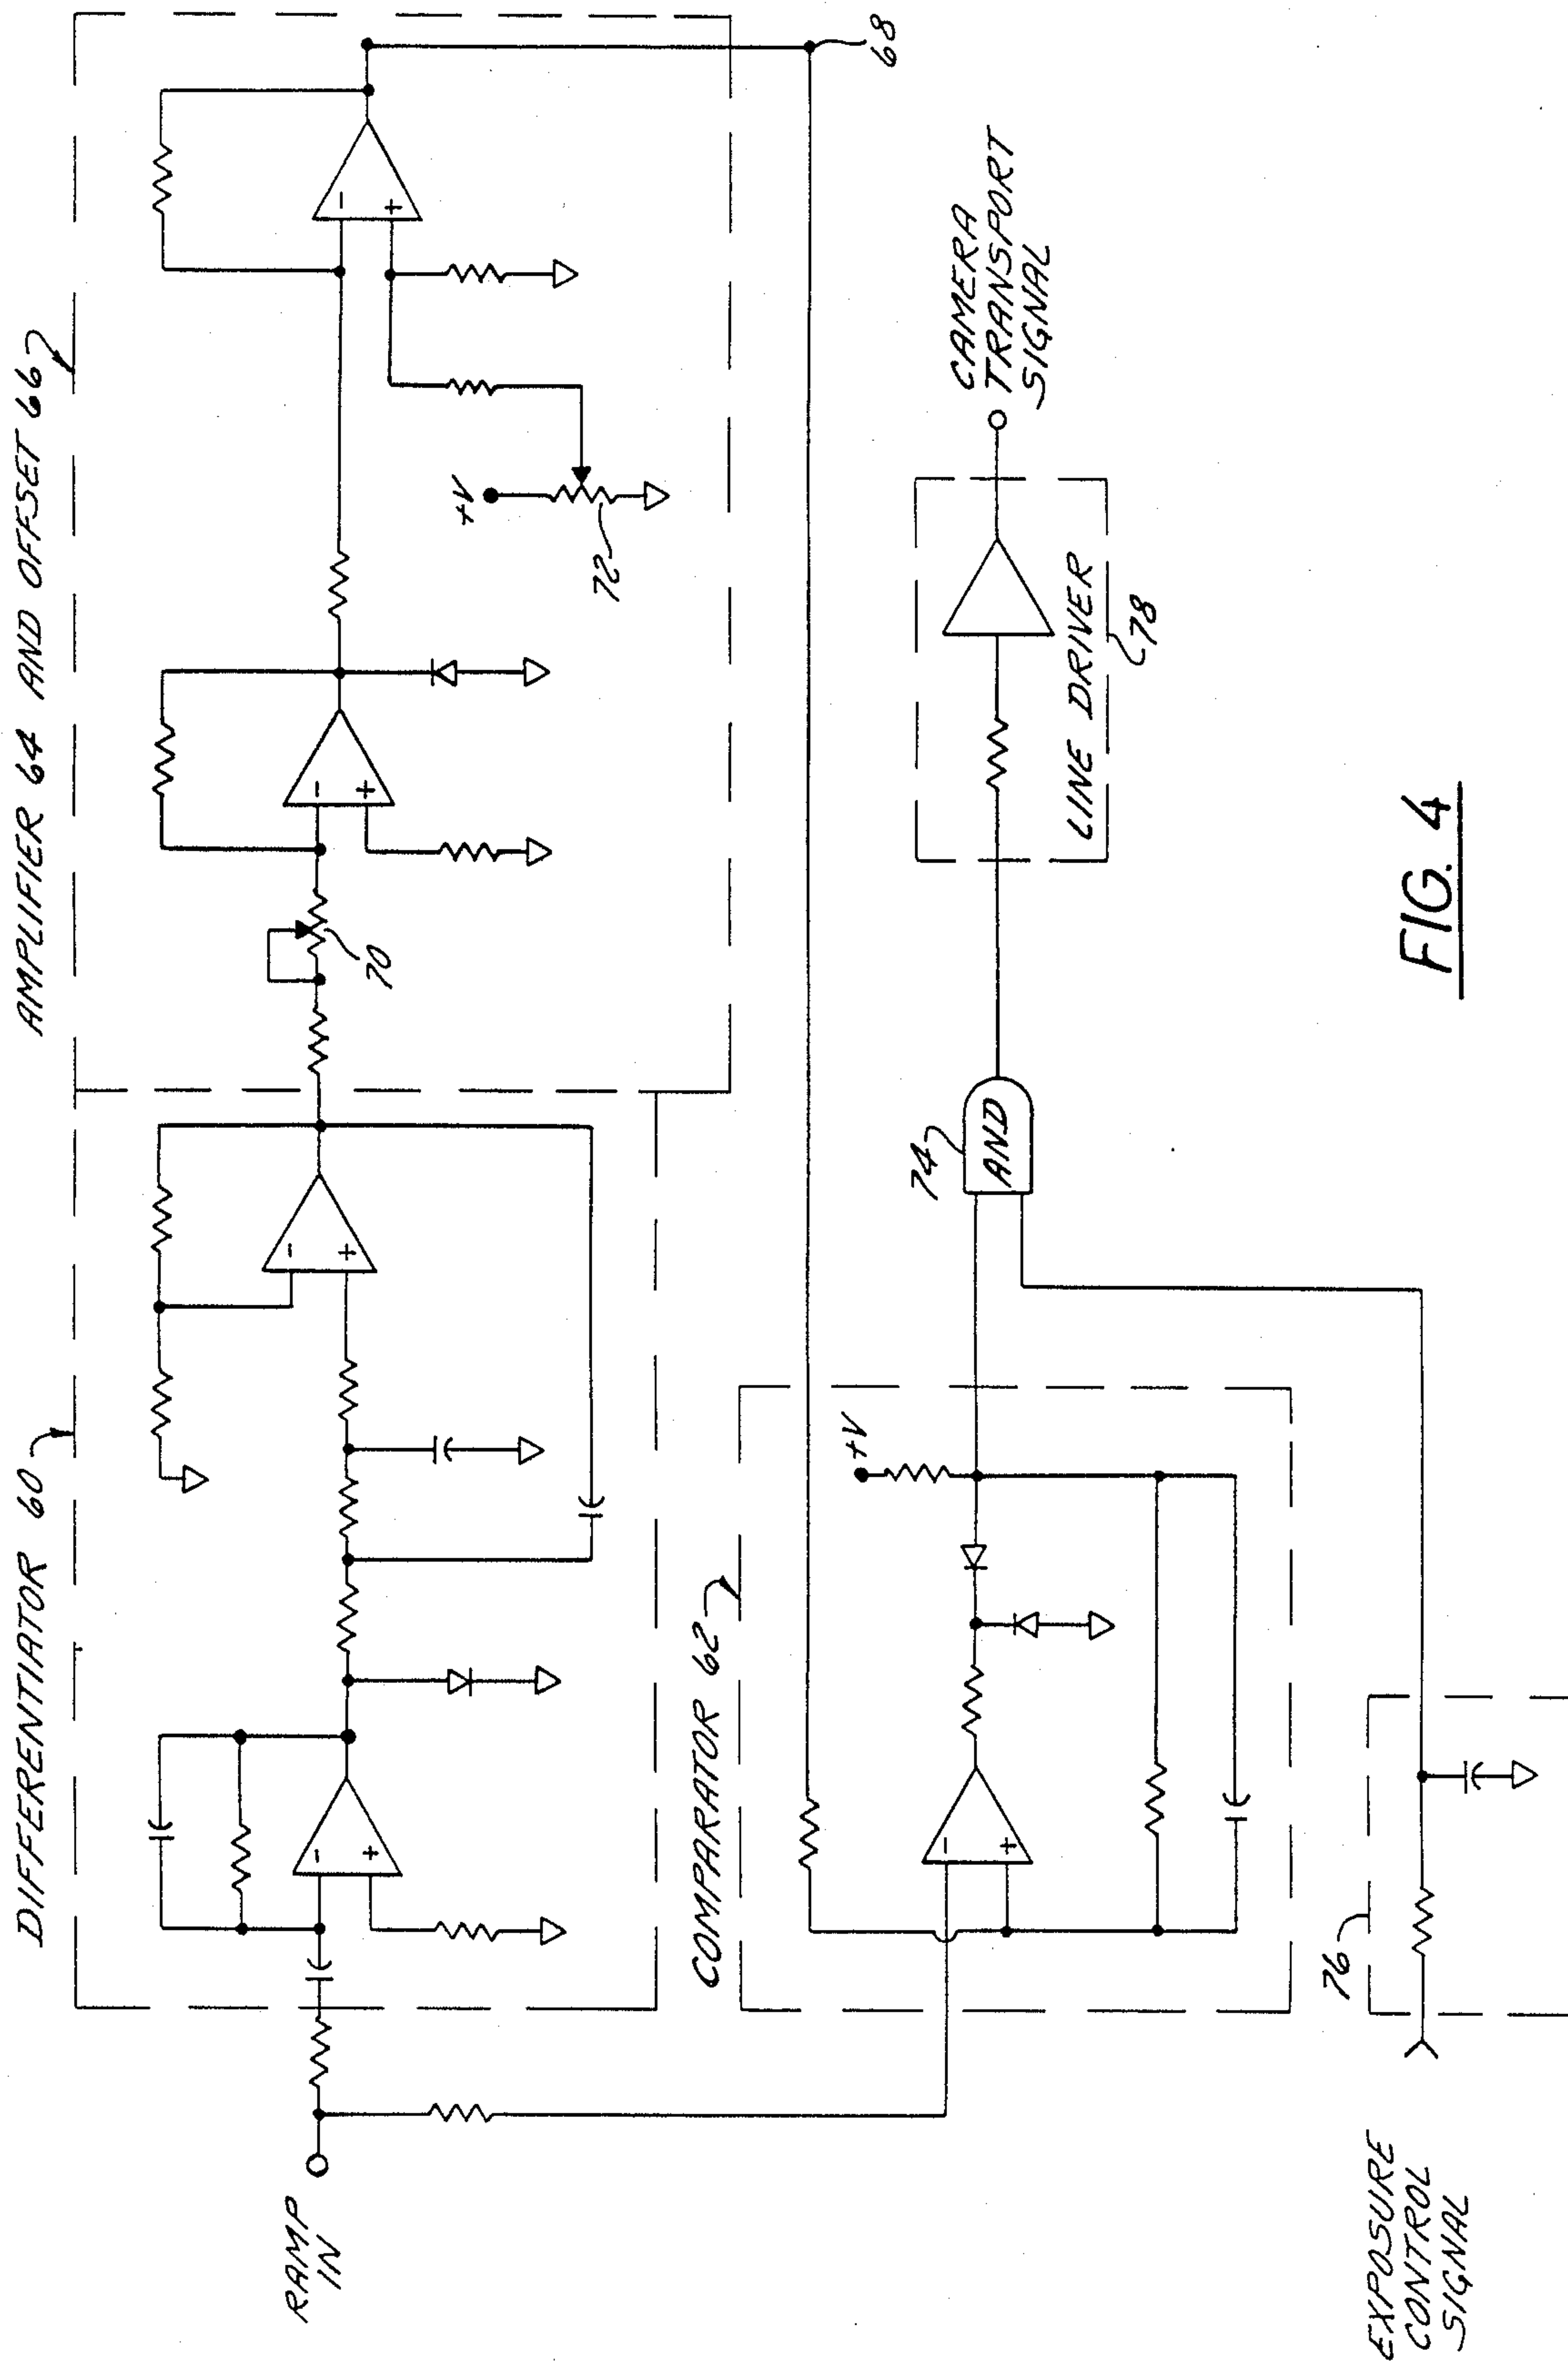 DIFFERENTIATOR 60
AMPLIFIER 64 AND OFFSET 66
RAMP
IN
-
+
-
+
70
-
+
+V
72
-
+
68
COMPARATOR 62
-
+
+V
74
AND
LINE DRIVER
78
CAMERA
TRANSPORT
SIGNAL
76
EXPOSURE
CONTROL
SIGNAL
FIG. 4